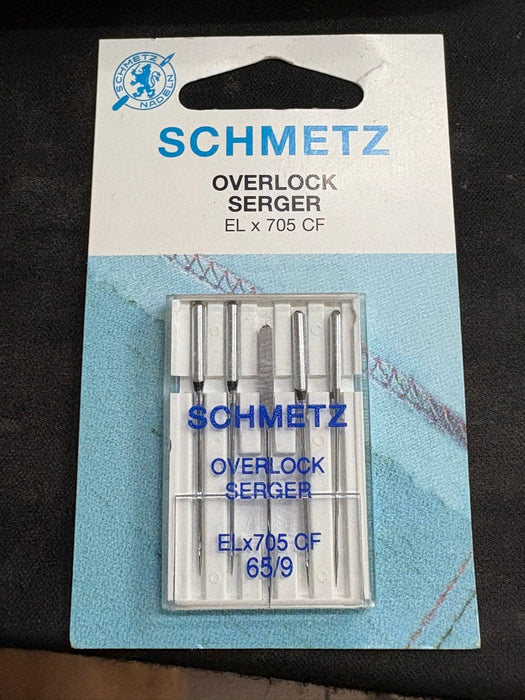 SCHMETZ
NADELN
SCHMETZ
OVERLOCK
SERGER
EL x 705 CF
SCHMETZ
OVERLOCK
SERGER
ELx705 CF
65/9